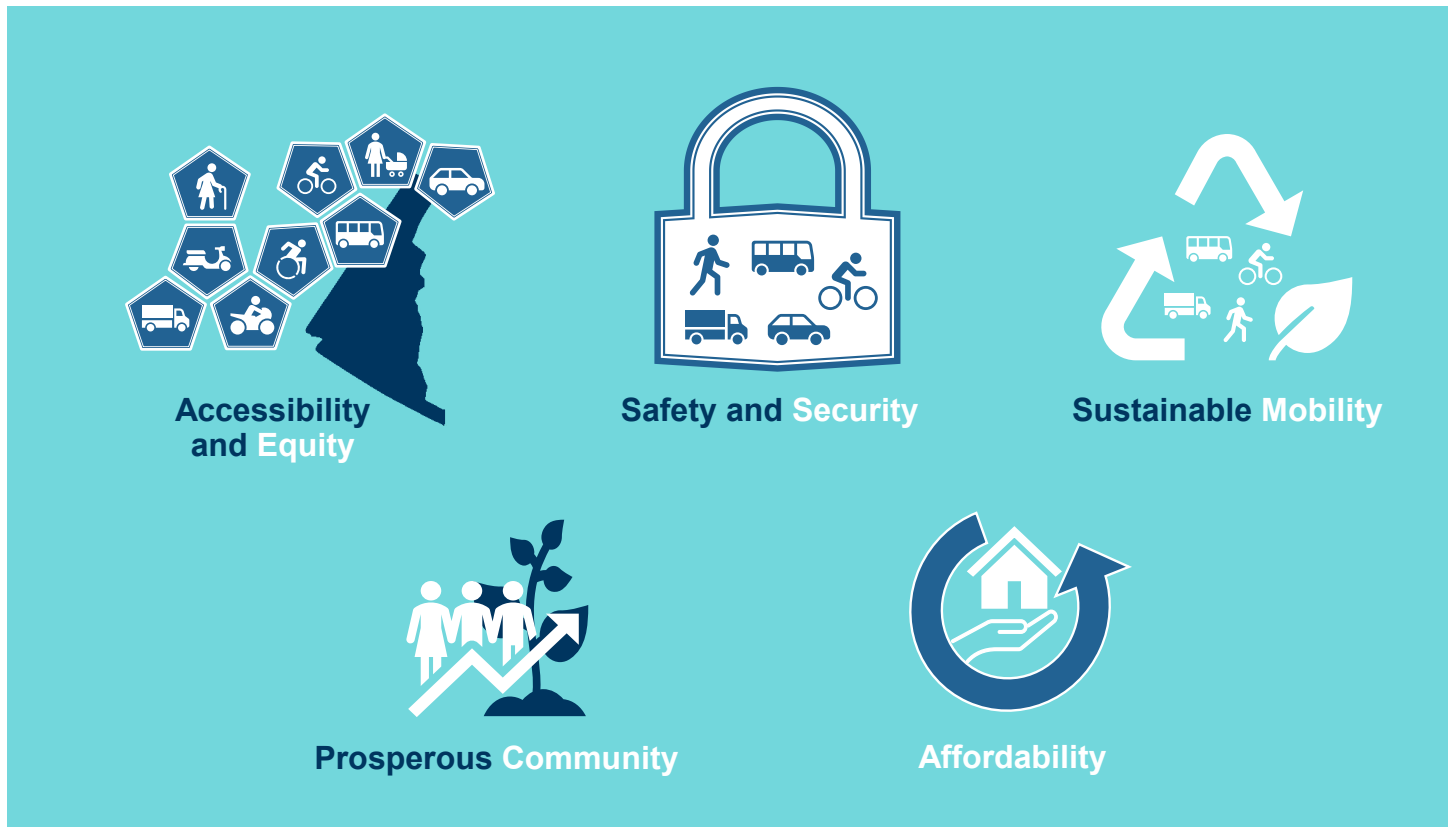 Accessibility
and Equity
Safety and Security
Sustainable Mobility
Prosperous Community
Affordability